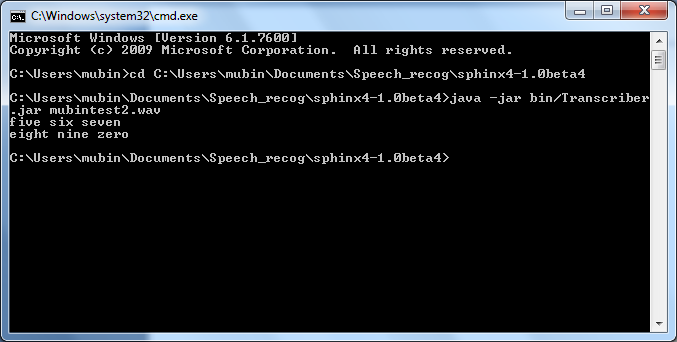 C:\Windows\system32\cmd.exe
Microsoft Windows [Version 6.1.7600]
Copyright (c) 2009 Microsoft Corporation.  All rights reserved.
C:\Users\mubin>cd C:\Users\mubin\Documents\Speech_recog\sphinx4-1.0beta4
C:\Users\mubin\Documents\Speech_recog\sphinx4-1.0beta4>java -jar bin/Transcriber
.jar mubintest2.wav
five six seven
eight nine zero
C:\Users\mubin\Documents\Speech_recog\sphinx4-1.0beta4>